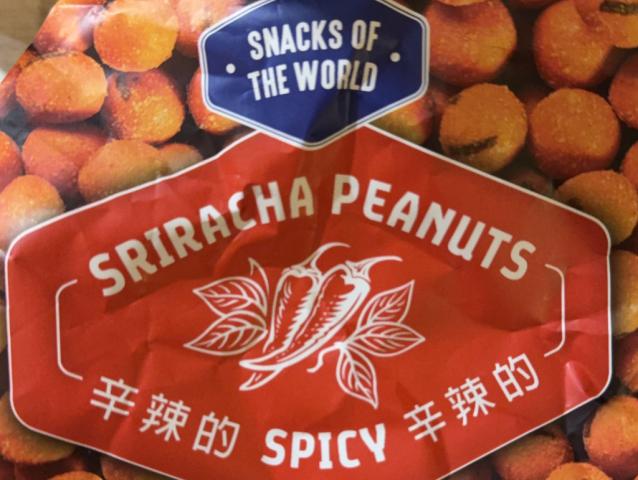 SNACKS OF
THE WORLD
SRIRACHA PEANUTS
辛辣的 SPICY 辛辣的